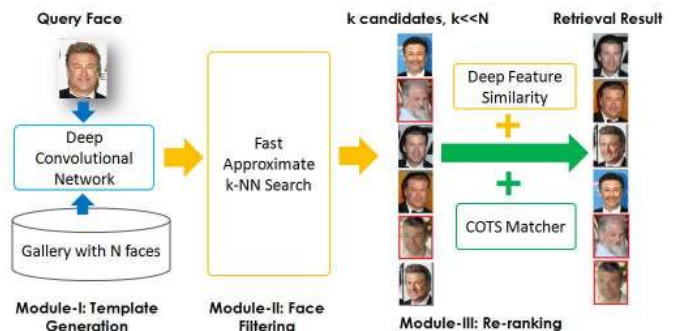 Query Face
k candidates, k<<N
Retrieval Result
Deep
Convolutional
Network
Gallery with N faces
Fast
Approximate
k-NN Search
Deep Feature
Similarity
COTS Matcher
Module-I: Template
Generation
Module-II: Face
Filtering
Module-III: Re-ranking